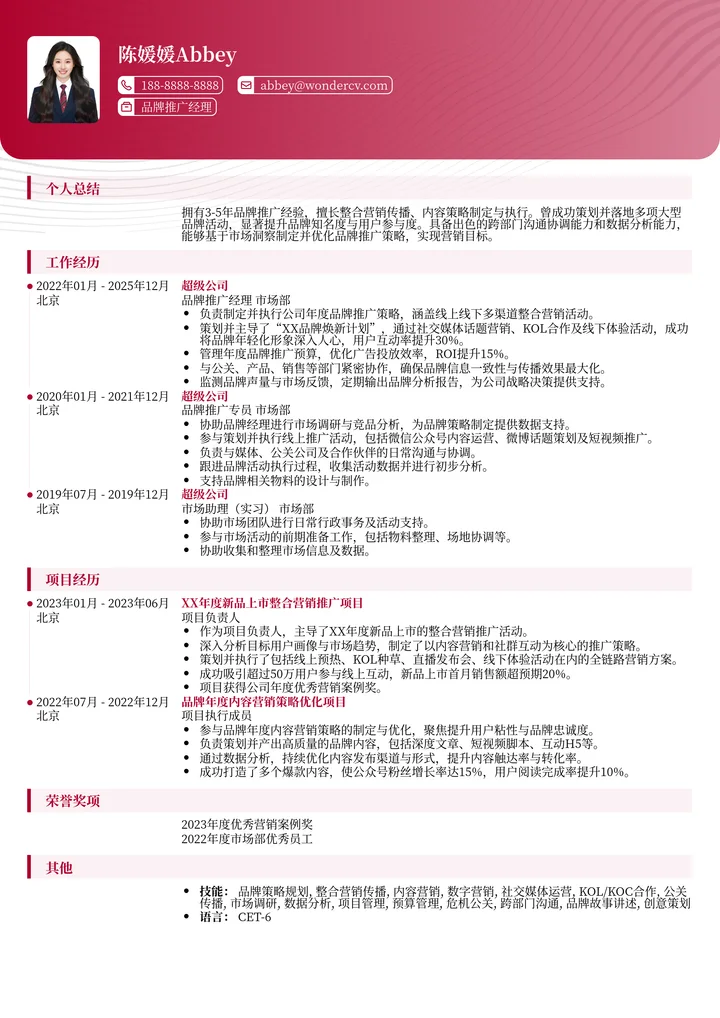 陈媛媛Abbey
188-8888-8888
abbey@wondercv.com
品牌推广经理
个人总结
拥有3-5年品牌推广经验，擅长整合营销传播、内容策略制定与执行。曾成功策划并落地多项大型
品牌活动，显著提升品牌知名度与用户参与度。具备出色的跨部门沟通协调能力和数据分析能力，
能够基于市场洞察制定并优化品牌推广策略，实现营销目标。
工作经历
2022年01月 - 2025年12月 超级公司
北京 品牌推广经理 市场部
• 负责制定并执行公司年度品牌推广策略，涵盖线上线下多渠道整合营销活动。
• 策划并主导了“XX品牌焕新计划”，通过社交媒体话题营销、KOL合作及线下体验活动，成功
将品牌年轻化形象深入人心，用户互动率提升30%。
• 管理年度品牌推广预算，优化广告投放效率，ROI提升15%。
• 与公关、产品、销售等部门紧密协作，确保品牌信息一致性与传播效果最大化。
• 监测品牌声量与市场反馈，定期输出品牌分析报告，为公司战略决策提供支持。
2020年01月 - 2021年12月 超级公司
北京 品牌推广专员 市场部
• 协助品牌经理进行市场调研与竞品分析，为品牌策略制定提供数据支持。
• 参与策划并执行线上推广活动，包括微信公众号内容运营、微博话题策划及短视频推广。
• 负责与媒体、公关公司及合作伙伴的日常沟通与协调。
• 跟进品牌活动执行过程，收集活动数据并进行初步分析。
• 支持品牌相关物料的设计与制作。
2019年07月 - 2019年12月 超级公司
北京 市场助理（实习） 市场部
• 协助市场团队进行日常行政事务及活动支持。
• 参与市场活动的前期准备工作，包括物料整理、场地协调等。
• 协助收集和整理市场信息及数据。
项目经历
2023年01月 - 2023年06月 XX年度新品上市整合营销推广项目
北京 项目负责人
• 作为项目负责人，主导了XX年度新品上市的整合营销推广活动。
• 深入分析目标用户画像与市场趋势，制定了以内容营销和社群互动为核心的推广策略。
• 策划并执行了包括线上预热、KOL种草、直播发布会、线下体验活动在内的全链路营销方案。
• 成功吸引超过50万用户参与线上互动，新品上市首月销售额超预期20%。
• 项目获得公司年度优秀营销案例奖。
2022年07月 - 2022年12月 品牌年度内容营销策略优化项目
北京 项目执行成员
• 参与品牌年度内容营销策略的制定与优化，聚焦提升用户粘性与品牌忠诚度。
• 负责策划并产出高质量的品牌内容，包括深度文章、短视频脚本、互动H5等。
• 通过数据分析，持续优化内容发布渠道与形式，提升内容触达率与转化率。
• 成功打造了多个爆款内容，使公众号粉丝增长率达15%，用户阅读完成率提升10%。
荣誉奖项
2023年度优秀营销案例奖
2022年度市场部优秀员工
其他
• 技能： 品牌策略规划, 整合营销传播, 内容营销, 数字营销, 社交媒体运营, KOL/KOC合作, 公关
传播, 市场调研, 数据分析, 项目管理, 预算管理, 危机公关, 跨部门沟通, 品牌故事讲述, 创意策划
• 语言： CET-6